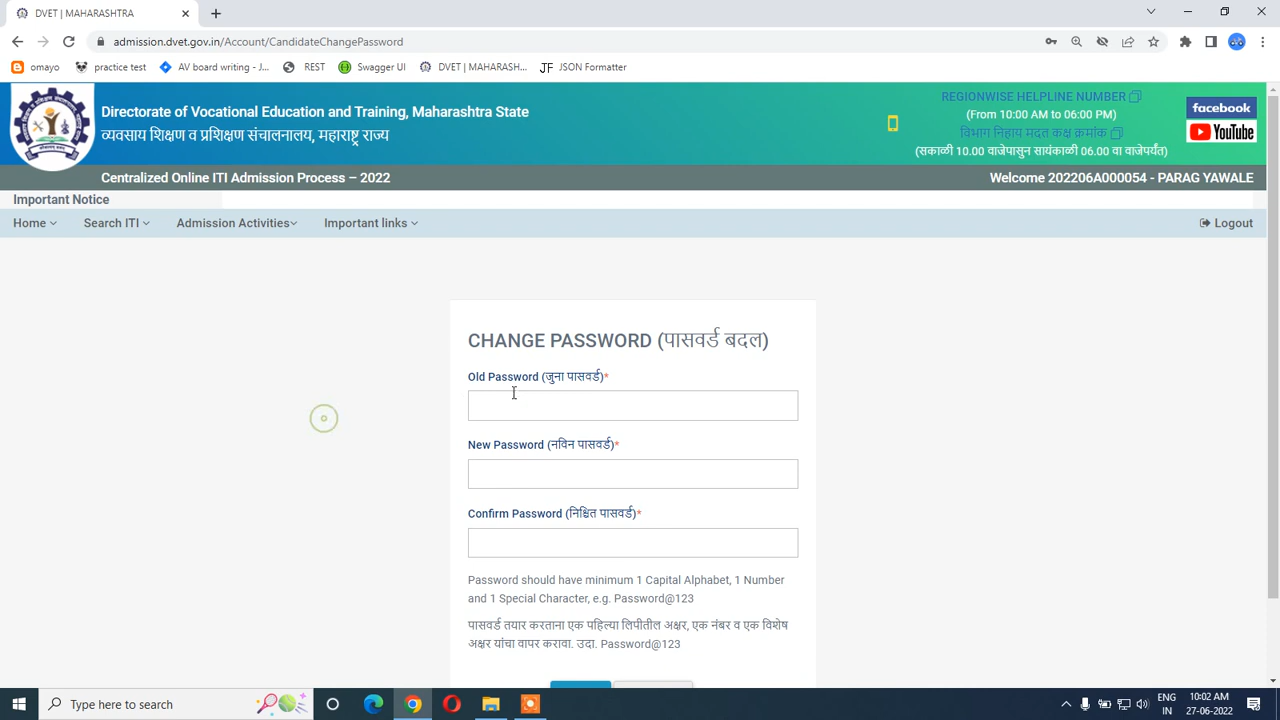 DVET | MAHARASHTRA
admission.dvet.gov.in/Account/CandidateChangePassword
omayo
practice test
AV board writing - J...
REST
Swagger UI
DVET | MAHARASH...
JSON Formatter
Directorate of Vocational Education and Training, Maharashtra State
व्यवसाय शिक्षण व प्रशिक्षण संचालनालय, महाराष्ट्र राज्य
REGIONWISE HELPLINE NUMBER
(From 10:00 AM to 06:00 PM)
विभाग निहाय मदत कक्ष क्रमांक
(सकाळी 10.00 वाजेपासुन सायंकाळी 06.00 वा वाजेपर्यंत)
facebook
YouTube
Centralized Online ITI Admission Process – 2022
Welcome 202206A000054 - PARAG YAWALE
Important Notice
Home
Search ITI
Admission Activities
Important links
Logout
CHANGE PASSWORD (पासवर्ड बदल)
Old Password (जुना पासवर्ड)*
New Password (नविन पासवर्ड)*
Confirm Password (निश्चित पासवर्ड)*
Password should have minimum 1 Capital Alphabet, 1 Number
and 1 Special Character, e.g. Password@123
पासवर्ड तयार करताना एक पहिल्या लिपीतील अक्षर, एक नंबर व एक विशेष
अक्षर यांचा वापर करावा. उदा. Password@123
Type here to search
ENG
IN
10:02 AM
27-06-2022